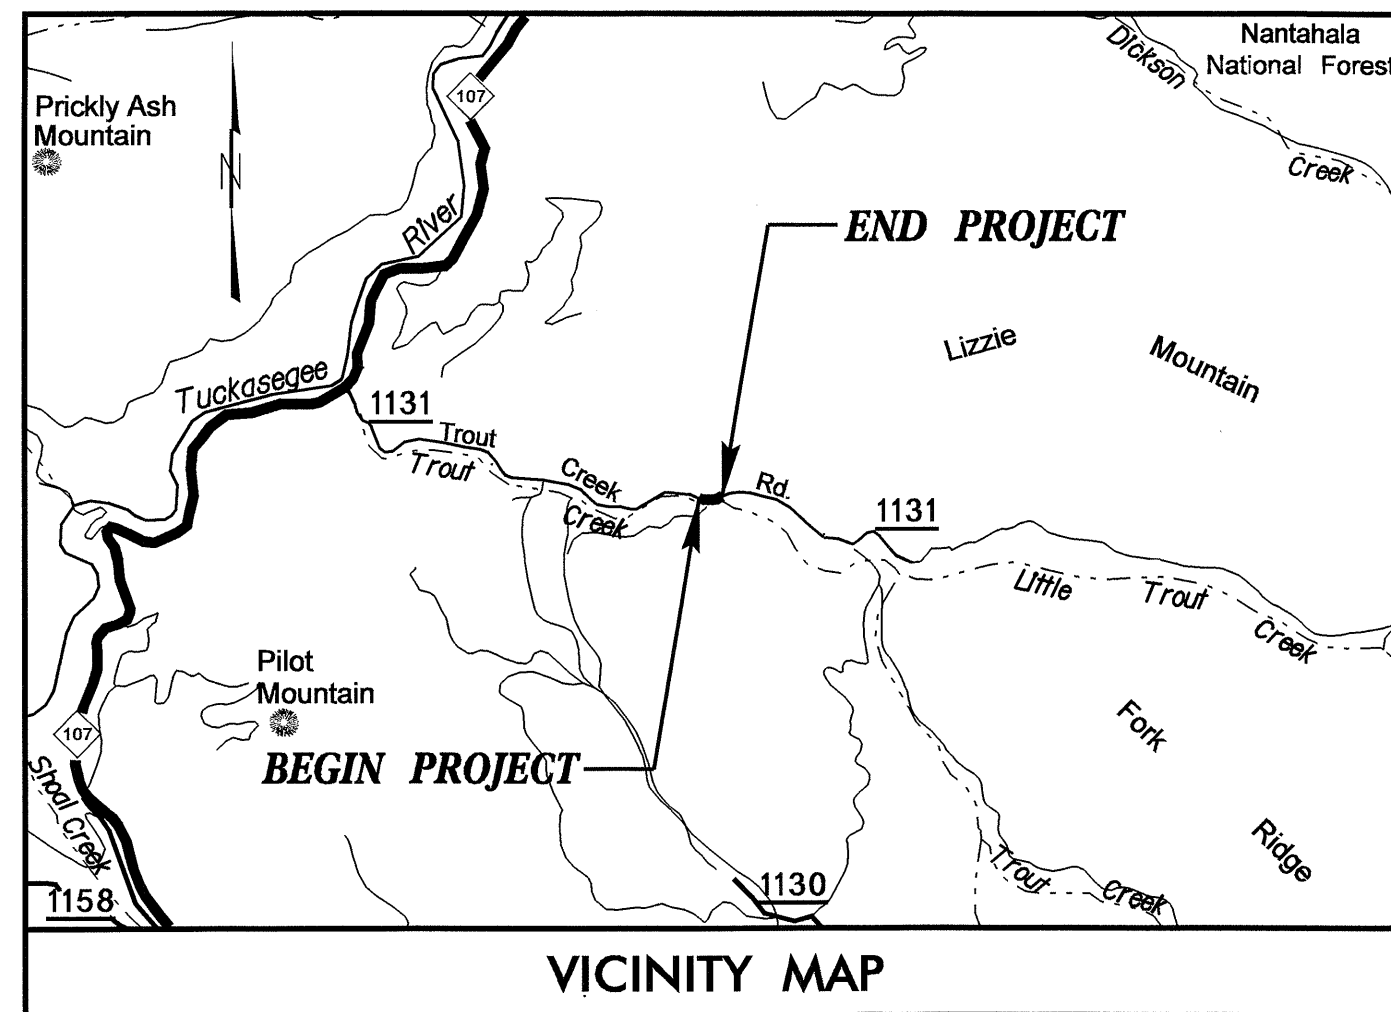 Nantahala
National Forest
Dickson
Creek
107
Prickly Ash
Mountain
N
River
END PROJECT
Lizzie
Mountain
Tuckasegee
1131
Trout
Trout
Creek
Creek
Rd.
1131
Little
Trout
Creek
Pilot
Mountain
Fork
Ridge
107
BEGIN PROJECT
Shoal Creek
Trout
Creek
1130
1158
VICINITY MAP